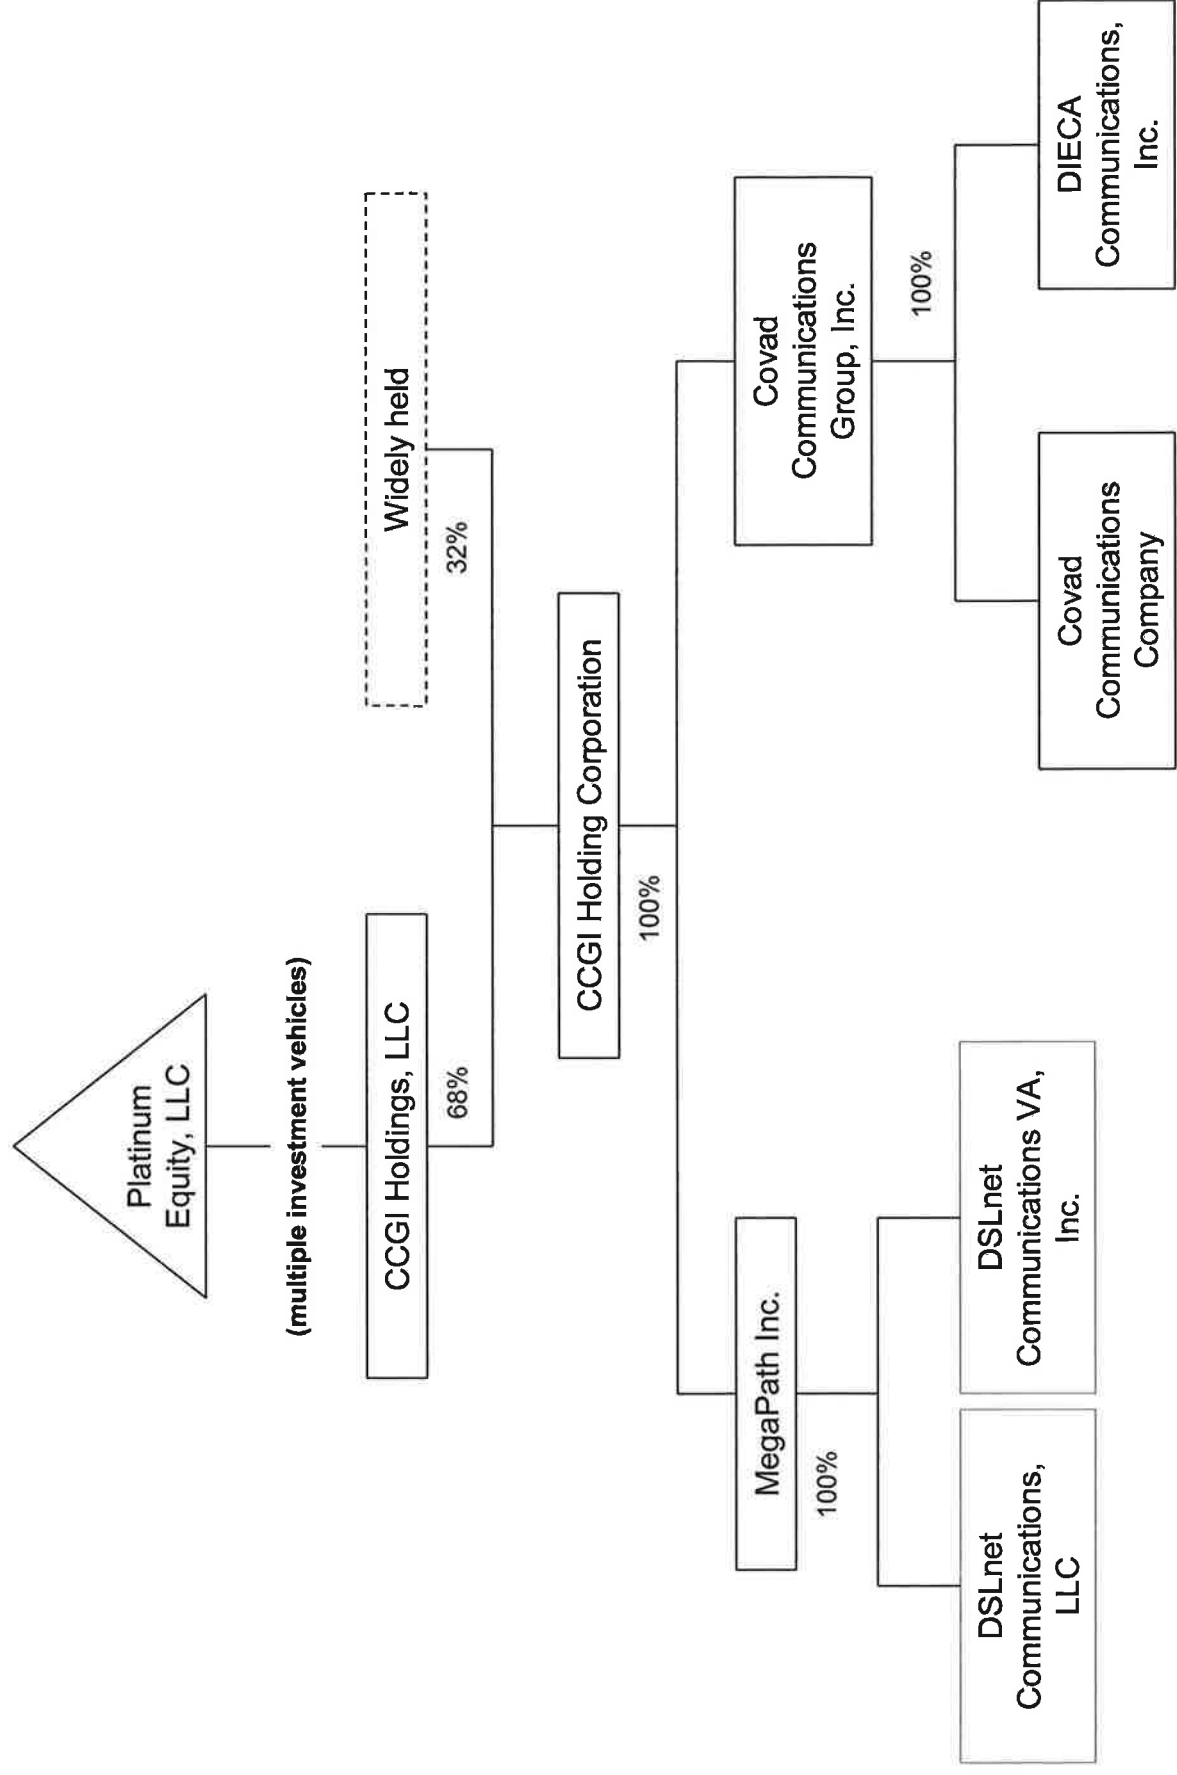 Platinum
Equity, LLC
(multiple investment vehicles)
CCGI Holdings, LLC
Widely held
68%
32%
CCGI Holding Corporation
100%
MegaPath Inc.
Covad
Communications
Group, Inc.
100%
100%
DSLnet
Communications,
LLC
DSLnet
Communications VA,
Inc.
Covad
Communications
Company
DIECA
Communications,
Inc.